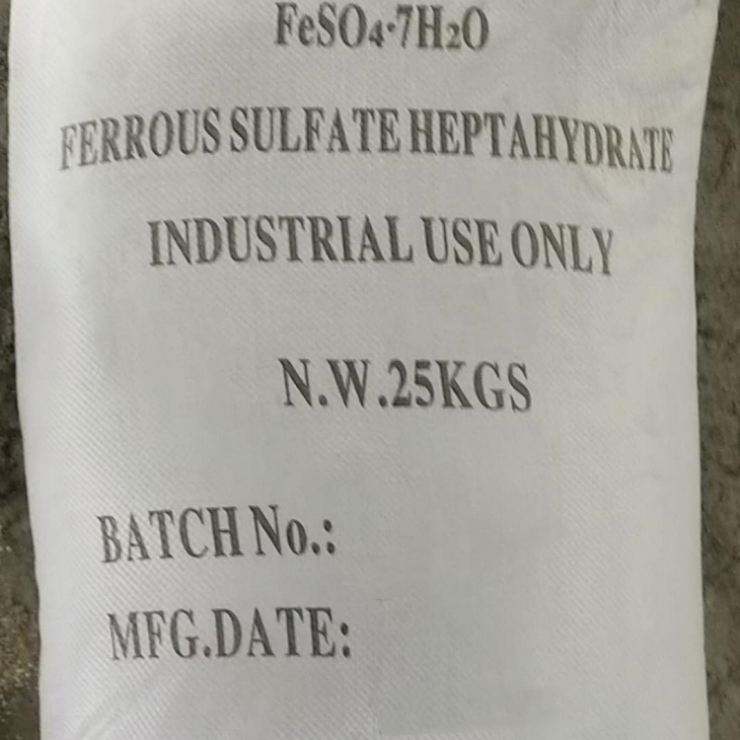 FeSO4·7H2O
FERROUS SULFATE HEPTAHYDRATE
INDUSTRIAL USE ONLY
N.W.25KGS
BATCH No.:
MFG.DATE: